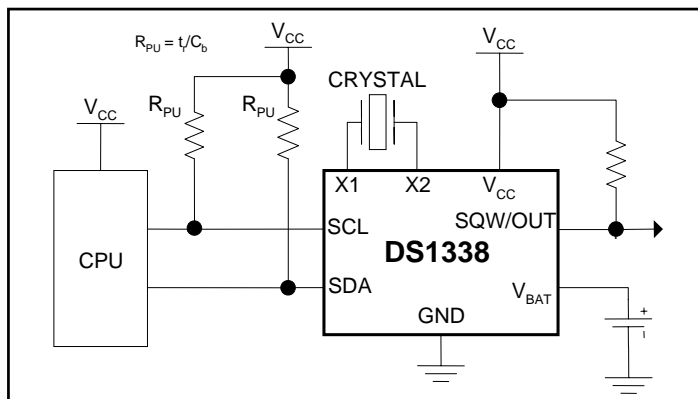 R_PU = t_r/C_b
V_CC
V_CC
CRYSTAL
V_CC
R_PU
R_PU
X1
X2
V_CC
SCL
SQW/OUT
CPU
DS1338
SDA
V_BAT
GND
+
-